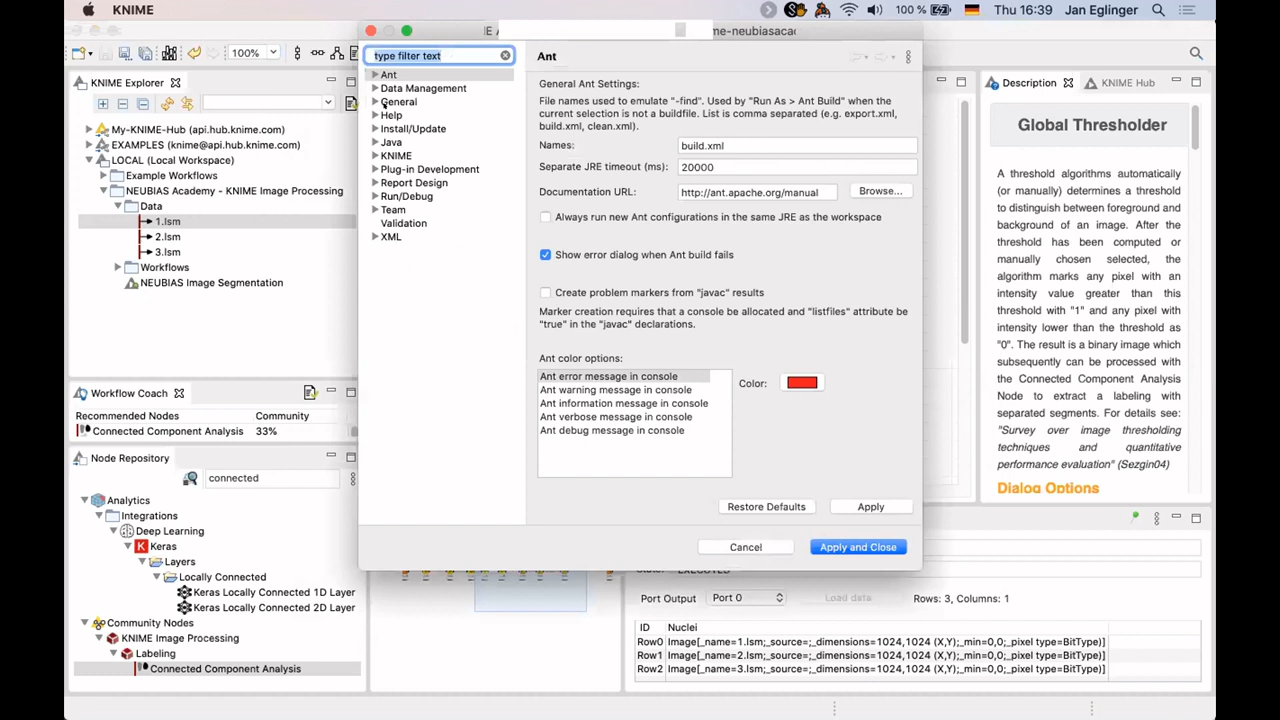 KNIME
100 %
Thu 16:39
Jan Eglinger
me-neubiasacac
100%
KNIME Explorer
My-KNIME-Hub (api.hub.knime.com)
EXAMPLES (knime@api.hub.knime.com)
LOCAL (Local Workspace)
Example Workflows
NEUBIAS Academy - KNIME Image Processing
Data
1.lsm
2.lsm
3.lsm
Workflows
NEUBIAS Image Segmentation
Workflow Coach
Recommended Nodes
Community
Connected Component Analysis
33%
Node Repository
connected
Analytics
Integrations
Deep Learning
Keras
Layers
Locally Connected
Keras Locally Connected 1D Layer
Keras Locally Connected 2D Layer
Community Nodes
KNIME Image Processing
Labeling
Connected Component Analysis
type filter text
Ant
Data Management
General
Help
Install/Update
Java
KNIME
Plug-in Development
Report Design
Run/Debug
Team
Validation
XML
Ant
General Ant Settings:
File names used to emulate "-find". Used by "Run As > Ant Build" when the
current selection is not a buildfile. List is comma separated (e.g. export.xml,
build.xml, clean.xml).
Names:
build.xml
Separate JRE timeout (ms):
20000
Documentation URL:
http://ant.apache.org/manual
Browse...
Always run new Ant configurations in the same JRE as the workspace
Show error dialog when Ant build fails
Create problem markers from "javac" results
Marker creation requires that a console be allocated and "listfiles" attribute be
"true" in the "javac" declarations.
Ant color options:
Ant error message in console
Ant warning message in console
Ant information message in console
Ant verbose message in console
Ant debug message in console
Color:
Restore Defaults
Apply
Cancel
Apply and Close
Description
KNIME Hub
Global Thresholder
A threshold algorithms automatically
(or manually) determines a threshold
to distinguish between foreground and
background of an image. After the
threshold has been computed or
manually chosen selected, the
algorithm marks any pixel with an
intensity value greater than this
threshold with "1" and any pixel with
intensity lower than the threshold as
"0". The result is a binary image which
subsequently can be processed with
the Connected Component Analysis
Node to extract a labeling with
separated segments. For details see:
"Survey over image thresholding
techniques and quantitative
performance evaluation" (Sezgin04)
Dialog Options
EXECUTED
Port Output
Port 0
Load data
Rows: 3, Columns: 1
ID
Nuclei
Row0
Image[_name=1.lsm;_source=;_dimensions=1024,1024 (X,Y);_min=0,0;_pixel type=BitType)]
Row1
Image[_name=2.lsm;_source=;_dimensions=1024,1024 (X,Y);_min=0,0;_pixel type=BitType)]
Row2
Image[_name=3.lsm;_source=;_dimensions=1024,1024 (X,Y);_min=0,0;_pixel type=BitType)]